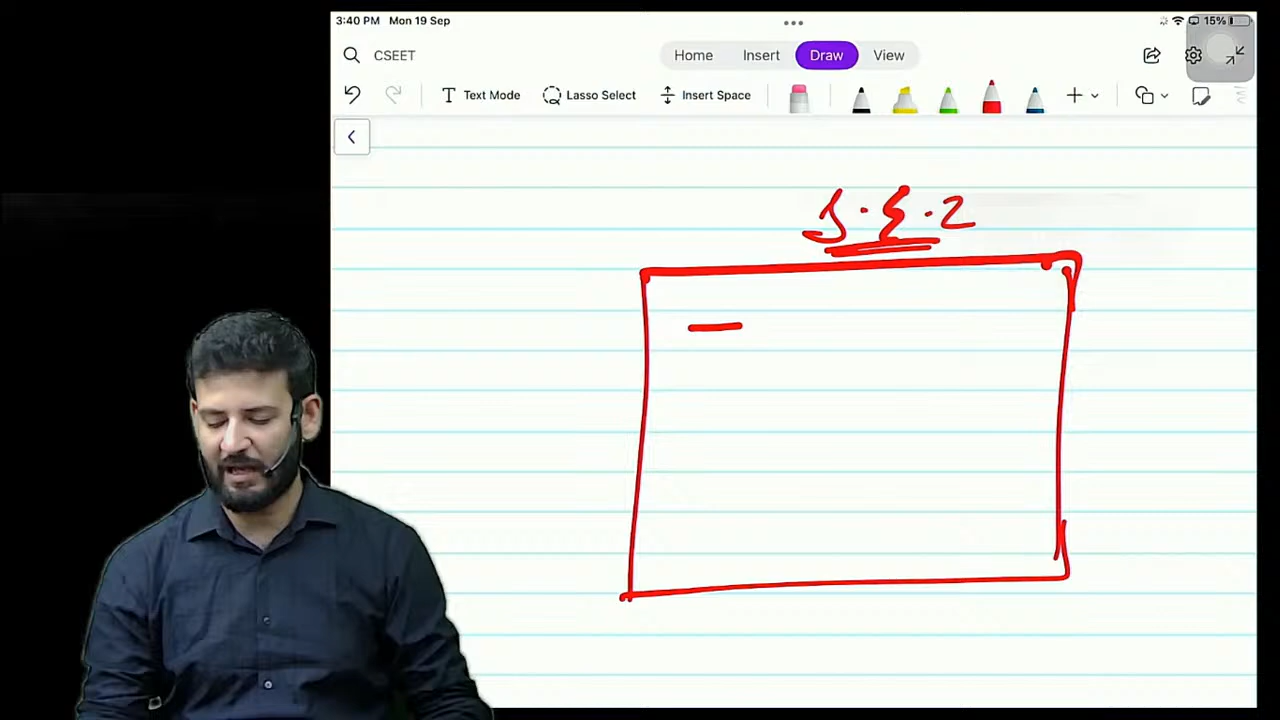 3:40 PM Mon 19 Sep
15%
CSEET
Home Insert Draw View
Text Mode Lasso Select Insert Space